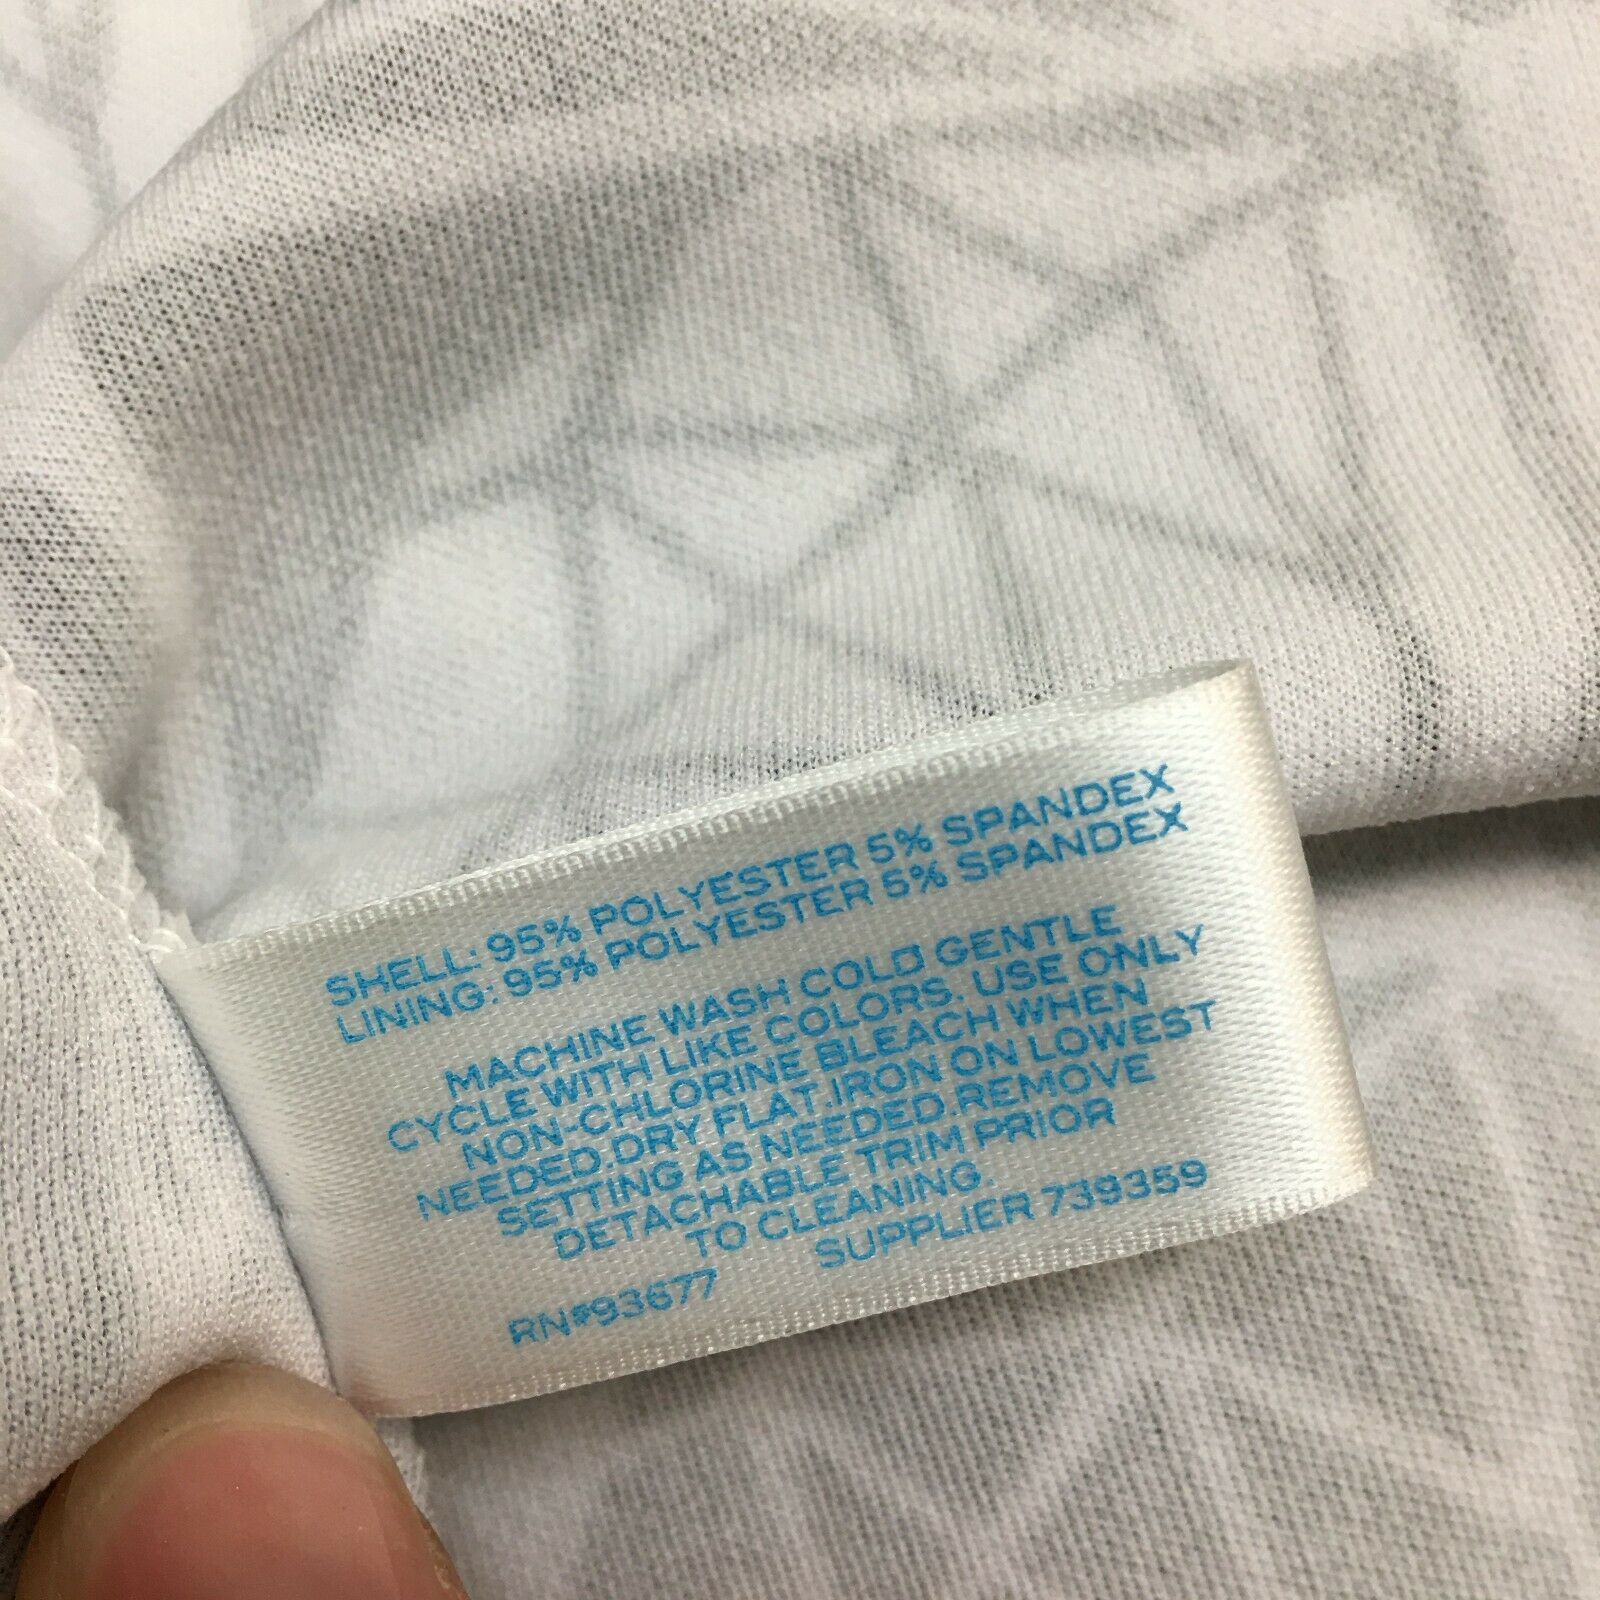 SHELL: 95% POLYESTER 5% SPANDEX
LINING: 95% POLYESTER 5% SPANDEX
MACHINE WASH COLD GENTLE
CYCLE WITH LIKE COLORS. USE ONLY
NON-CHLORINE BLEACH WHEN
NEEDED.DRY FLAT.IRON ON LOWEST
SETTING AS NEEDED.REMOVE
DETACHABLE TRIM PRIOR
TO CLEANING.
RN#93677 SUPPLIER 739359